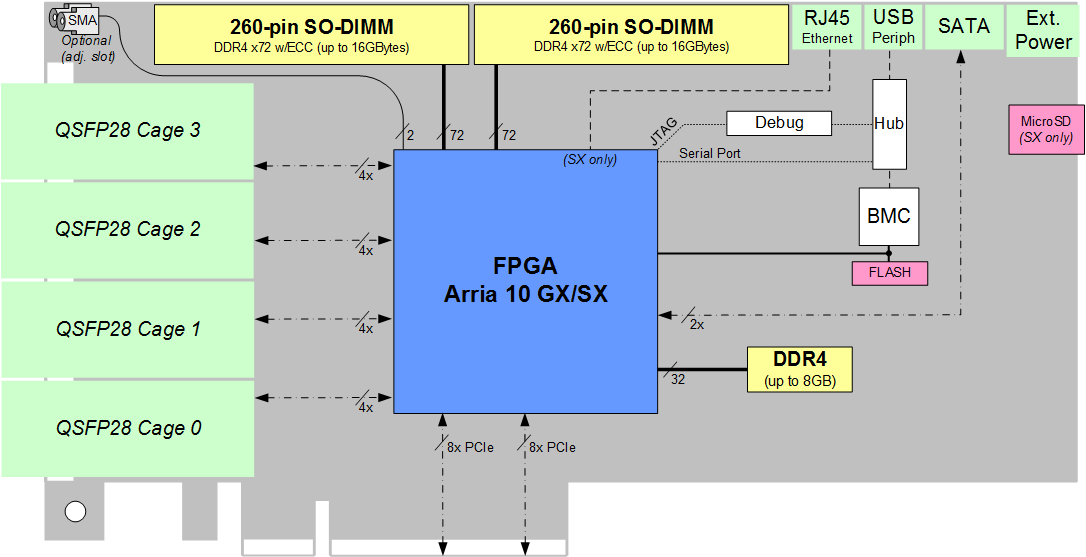 SMA
Optional
(adj. slot)
260-pin SO-DIMM
DDR4 x72 w/ECC (up to 16GBytes)
260-pin SO-DIMM
DDR4 x72 w/ECC (up to 16GBytes)
RJ45
Ethernet
USB
Periph
SATA
Ext.
Power
QSFP28 Cage 3
QSFP28 Cage 2
QSFP28 Cage 1
QSFP28 Cage 0
2
72
72
4x
4x
4x
4x
(SX only)
JTAG
Debug
Hub
Serial Port
MicroSD
(SX only)
BMC
FLASH
FPGA
Arria 10 GX/SX
2x
32
DDR4
(up to 8GB)
8x PCIe
8x PCIe